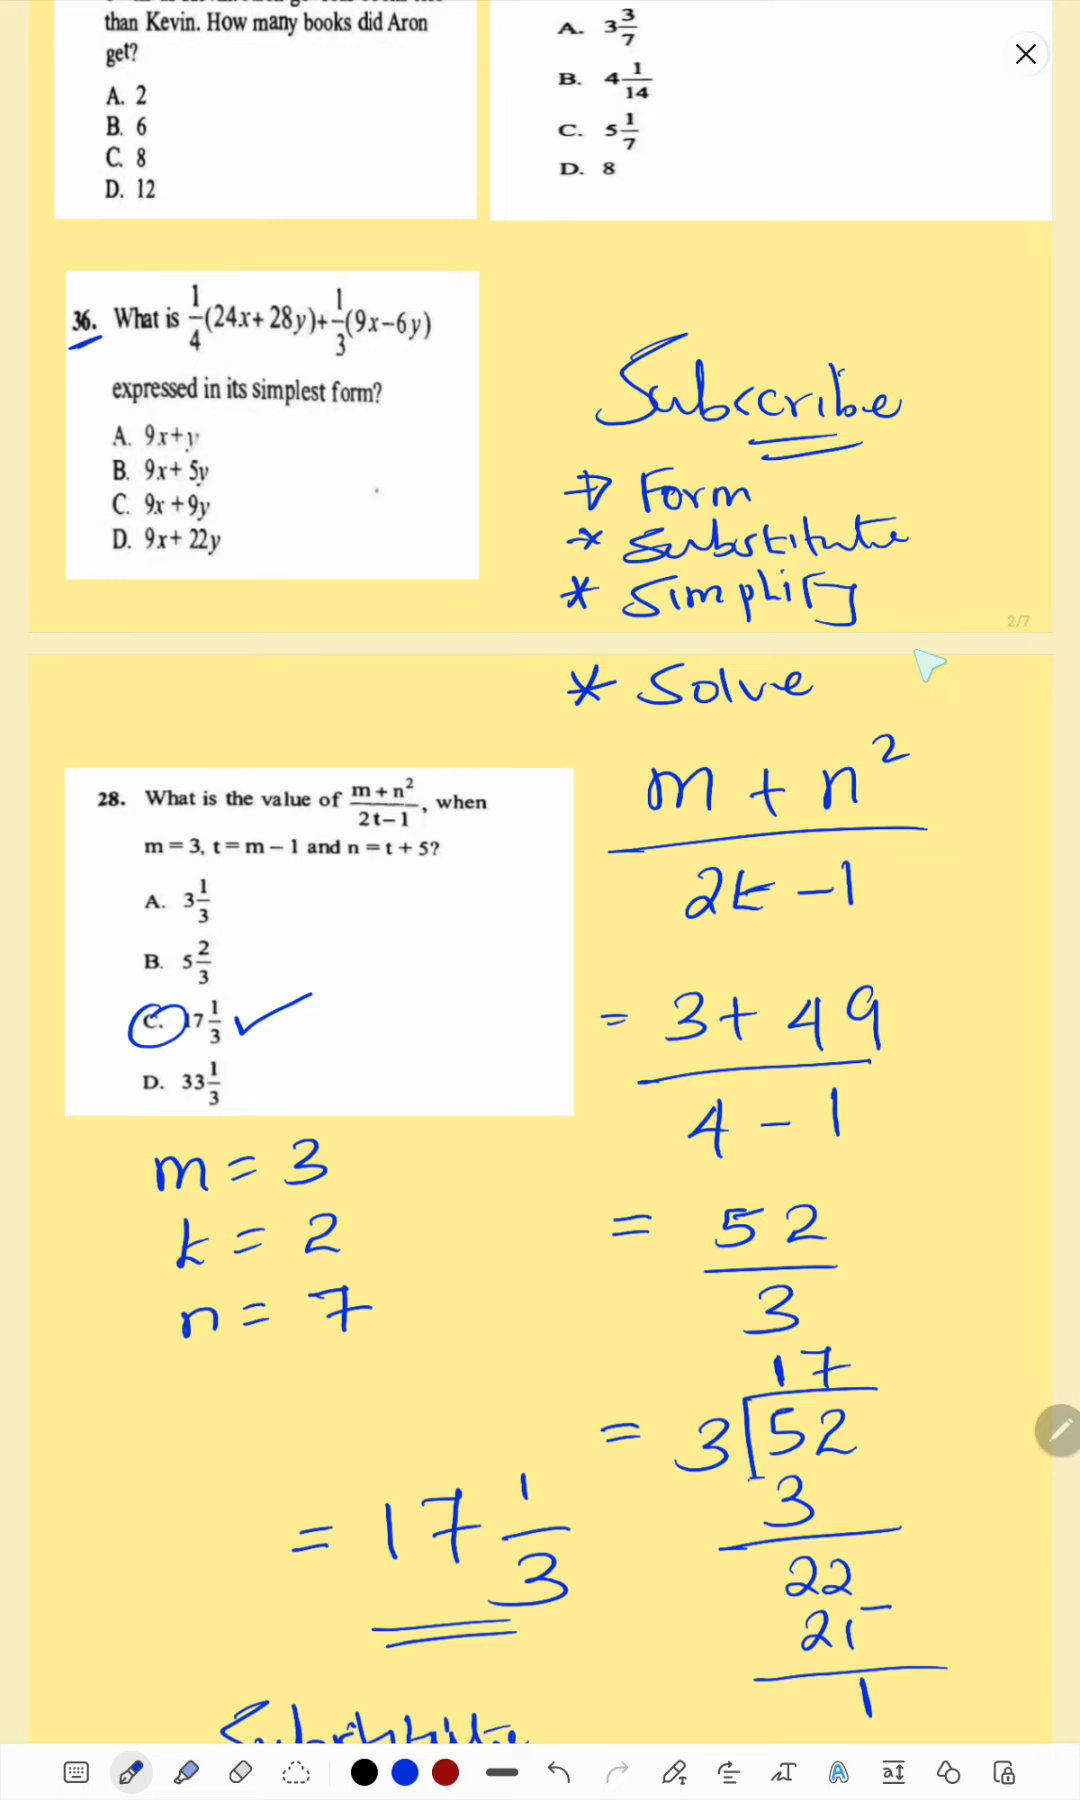 than Kevin. How many books did Aron
get?
A. 2
B. 6
C. 8
D. 12
A. 3 3/7
B. 4 1/14
C. 5 1/7
D. 8
36. What is 1/4(24x+28y)+1/3(9x−6y)
expressed in its simplest form?
A. 9x+y
B. 9x+5y
C. 9x+9y
D. 9x+22y
Subscribe
Form
* Substitute
* Simplify
2/7
* Solve
28. What is the value of (m+n²)/(2t−1), when
m=3, t=m−1 and n=t+5?
A. 3 1/3
B. 5 2/3
C. 17 1/3
D. 33 1/3
m = 3
t = 2
n = 7
m + n²
2t − 1
= 3 + 49
4 − 1
= 52
3
17
= 3 52
3
22
21 −
1
= 17 1/3
Substitute